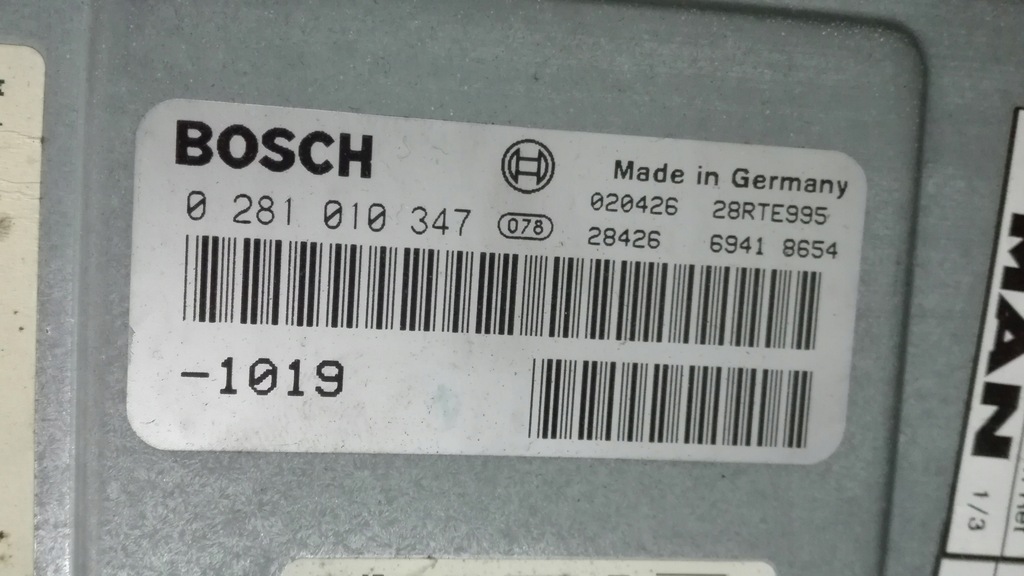 BOSCH
Made in Germany
0 281 010 347 078 020426 28RTE995
28426 6941 8654
-1019
MAN
1/3